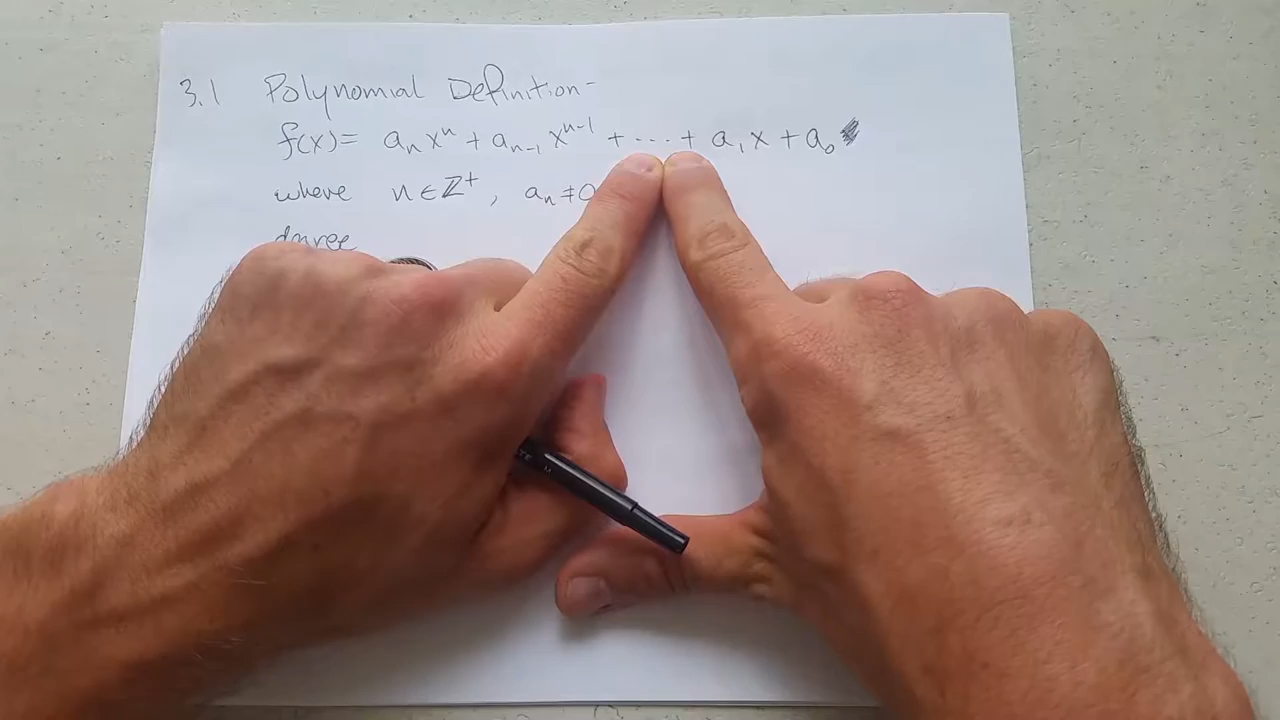 3.1 Polynomial Definition-
f(x) = aₙxⁿ + aₙ₋₁xⁿ⁻¹ + ... + a₁x + a₀
where n ∈ ℤ⁺, aₙ ≠ 0